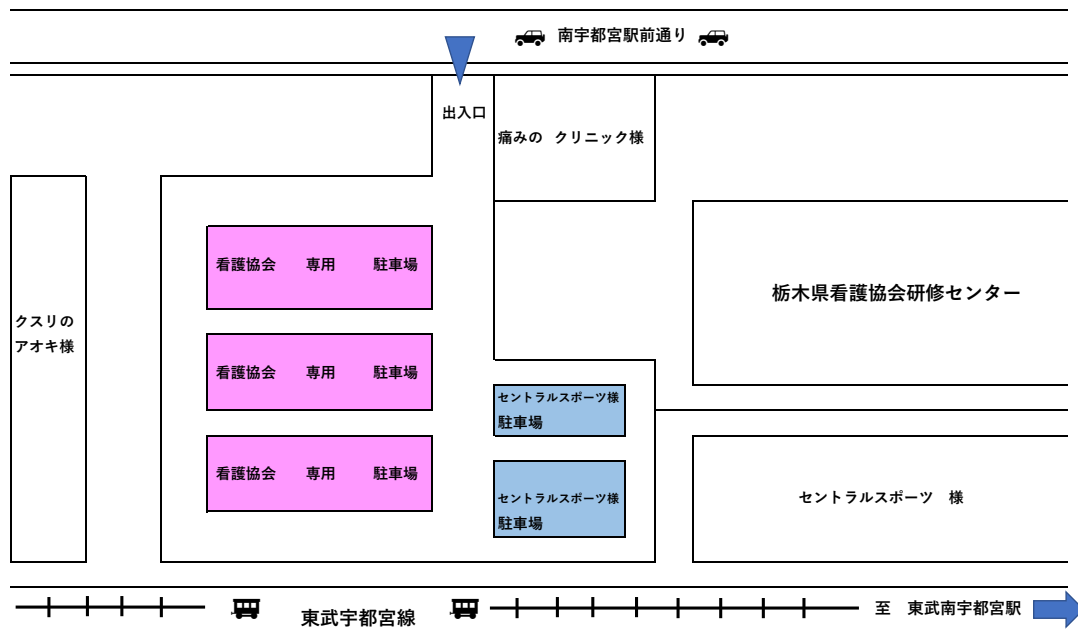 南宇都宮駅前通り
出入口
痛みの クリニック様
看護協会 専用 駐車場
栃木県看護協会研修センター
クスリの
アオキ様
看護協会 専用 駐車場
セントラルスポーツ様
駐車場
看護協会 専用 駐車場
セントラルスポーツ様
駐車場
セントラルスポーツ 様
東武宇都宮線
至 東武南宇都宮駅